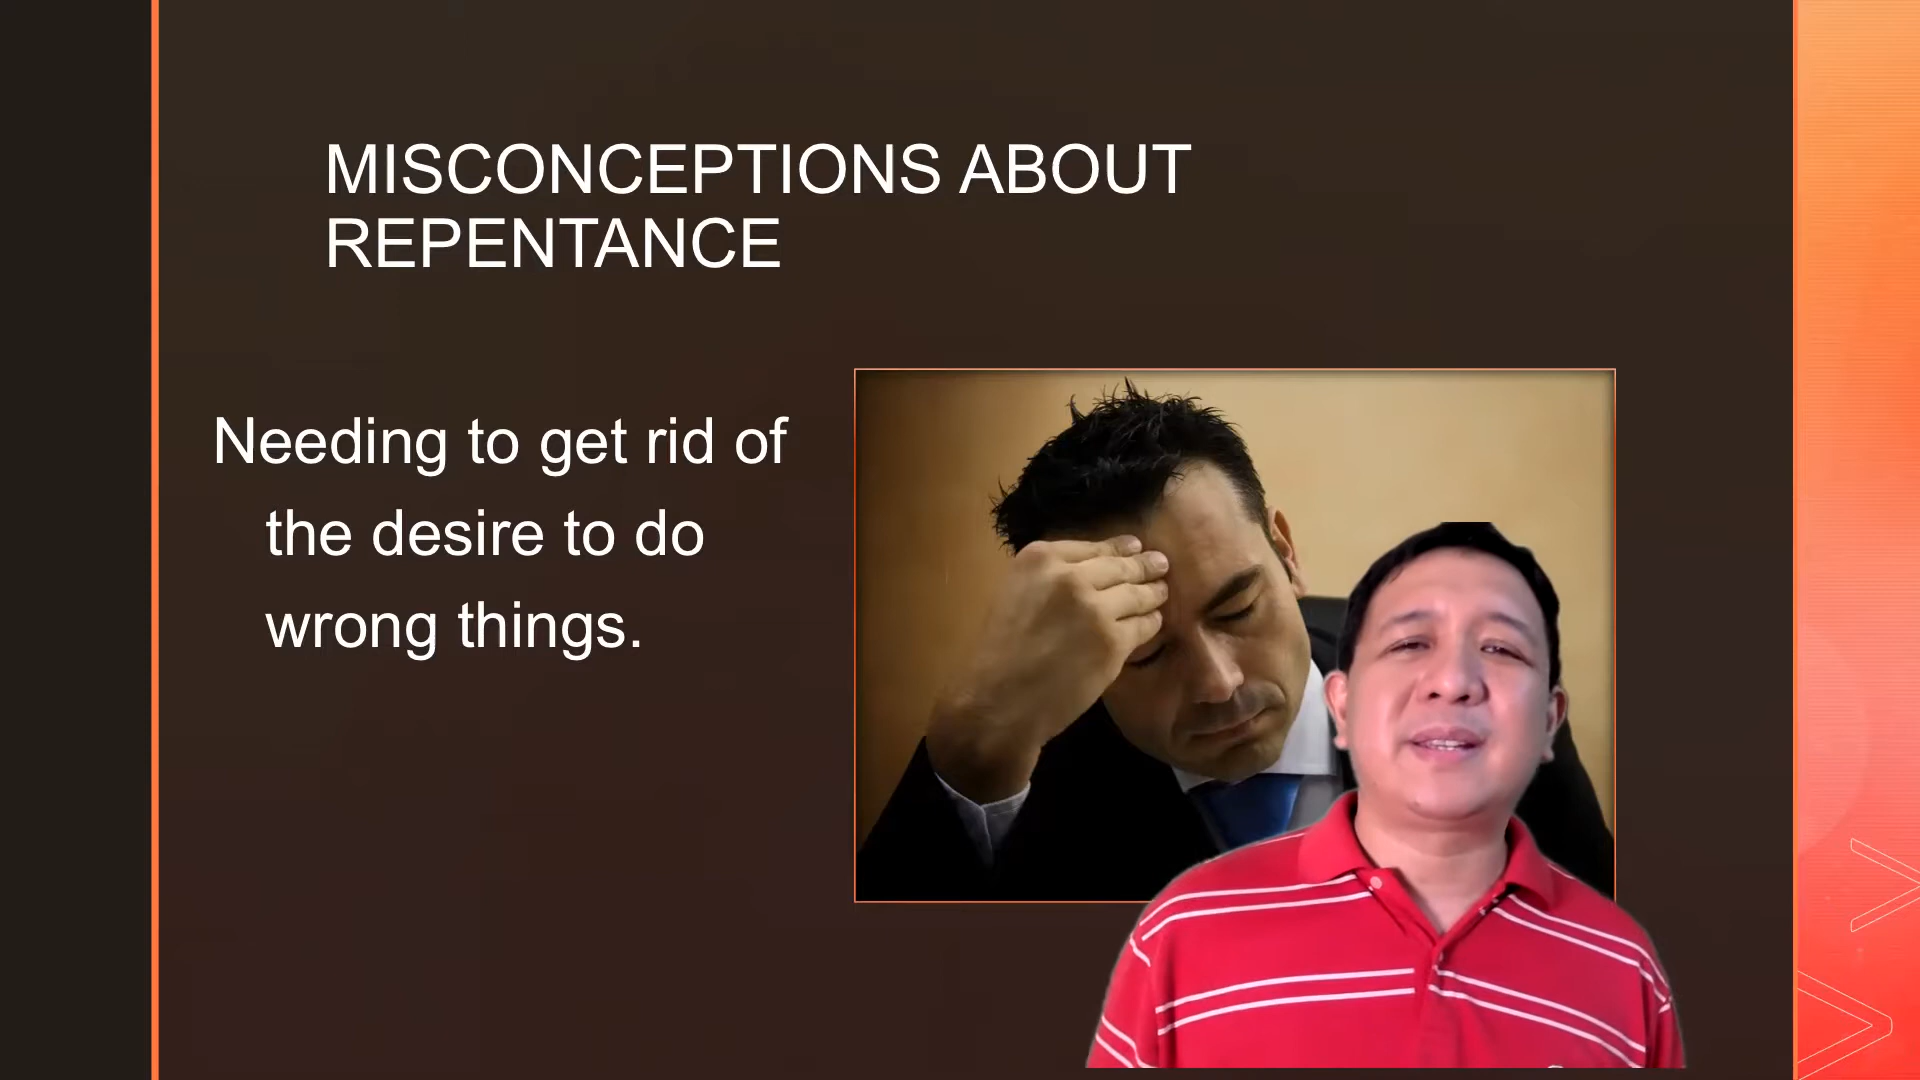 MISCONCEPTIONS ABOUT
REPENTANCE
Needing to get rid of
the desire to do
wrong things.